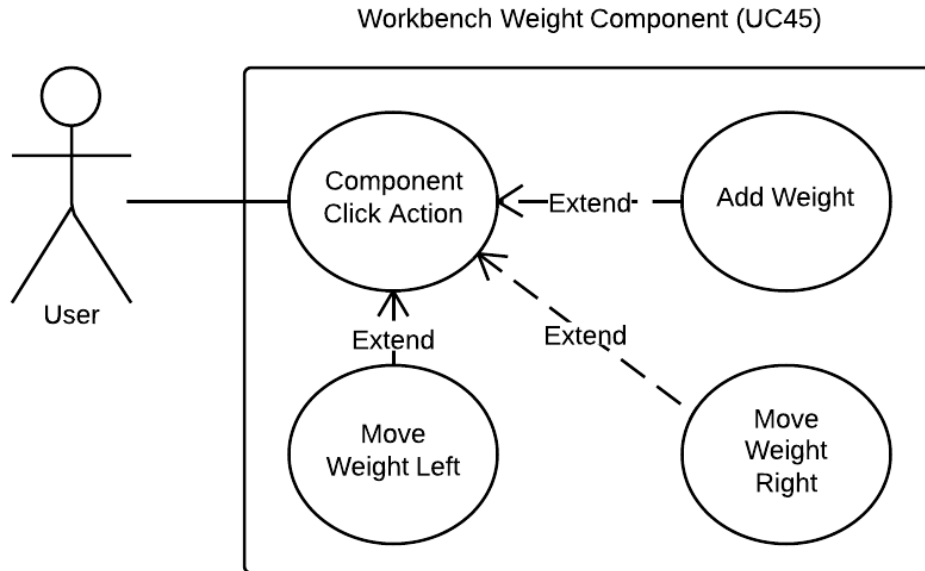 Workbench Weight Component (UC45)
Component
Click Action
Extend
Add Weight
User
Extend
Extend
Move
Weight Left
Move
Weight
Right